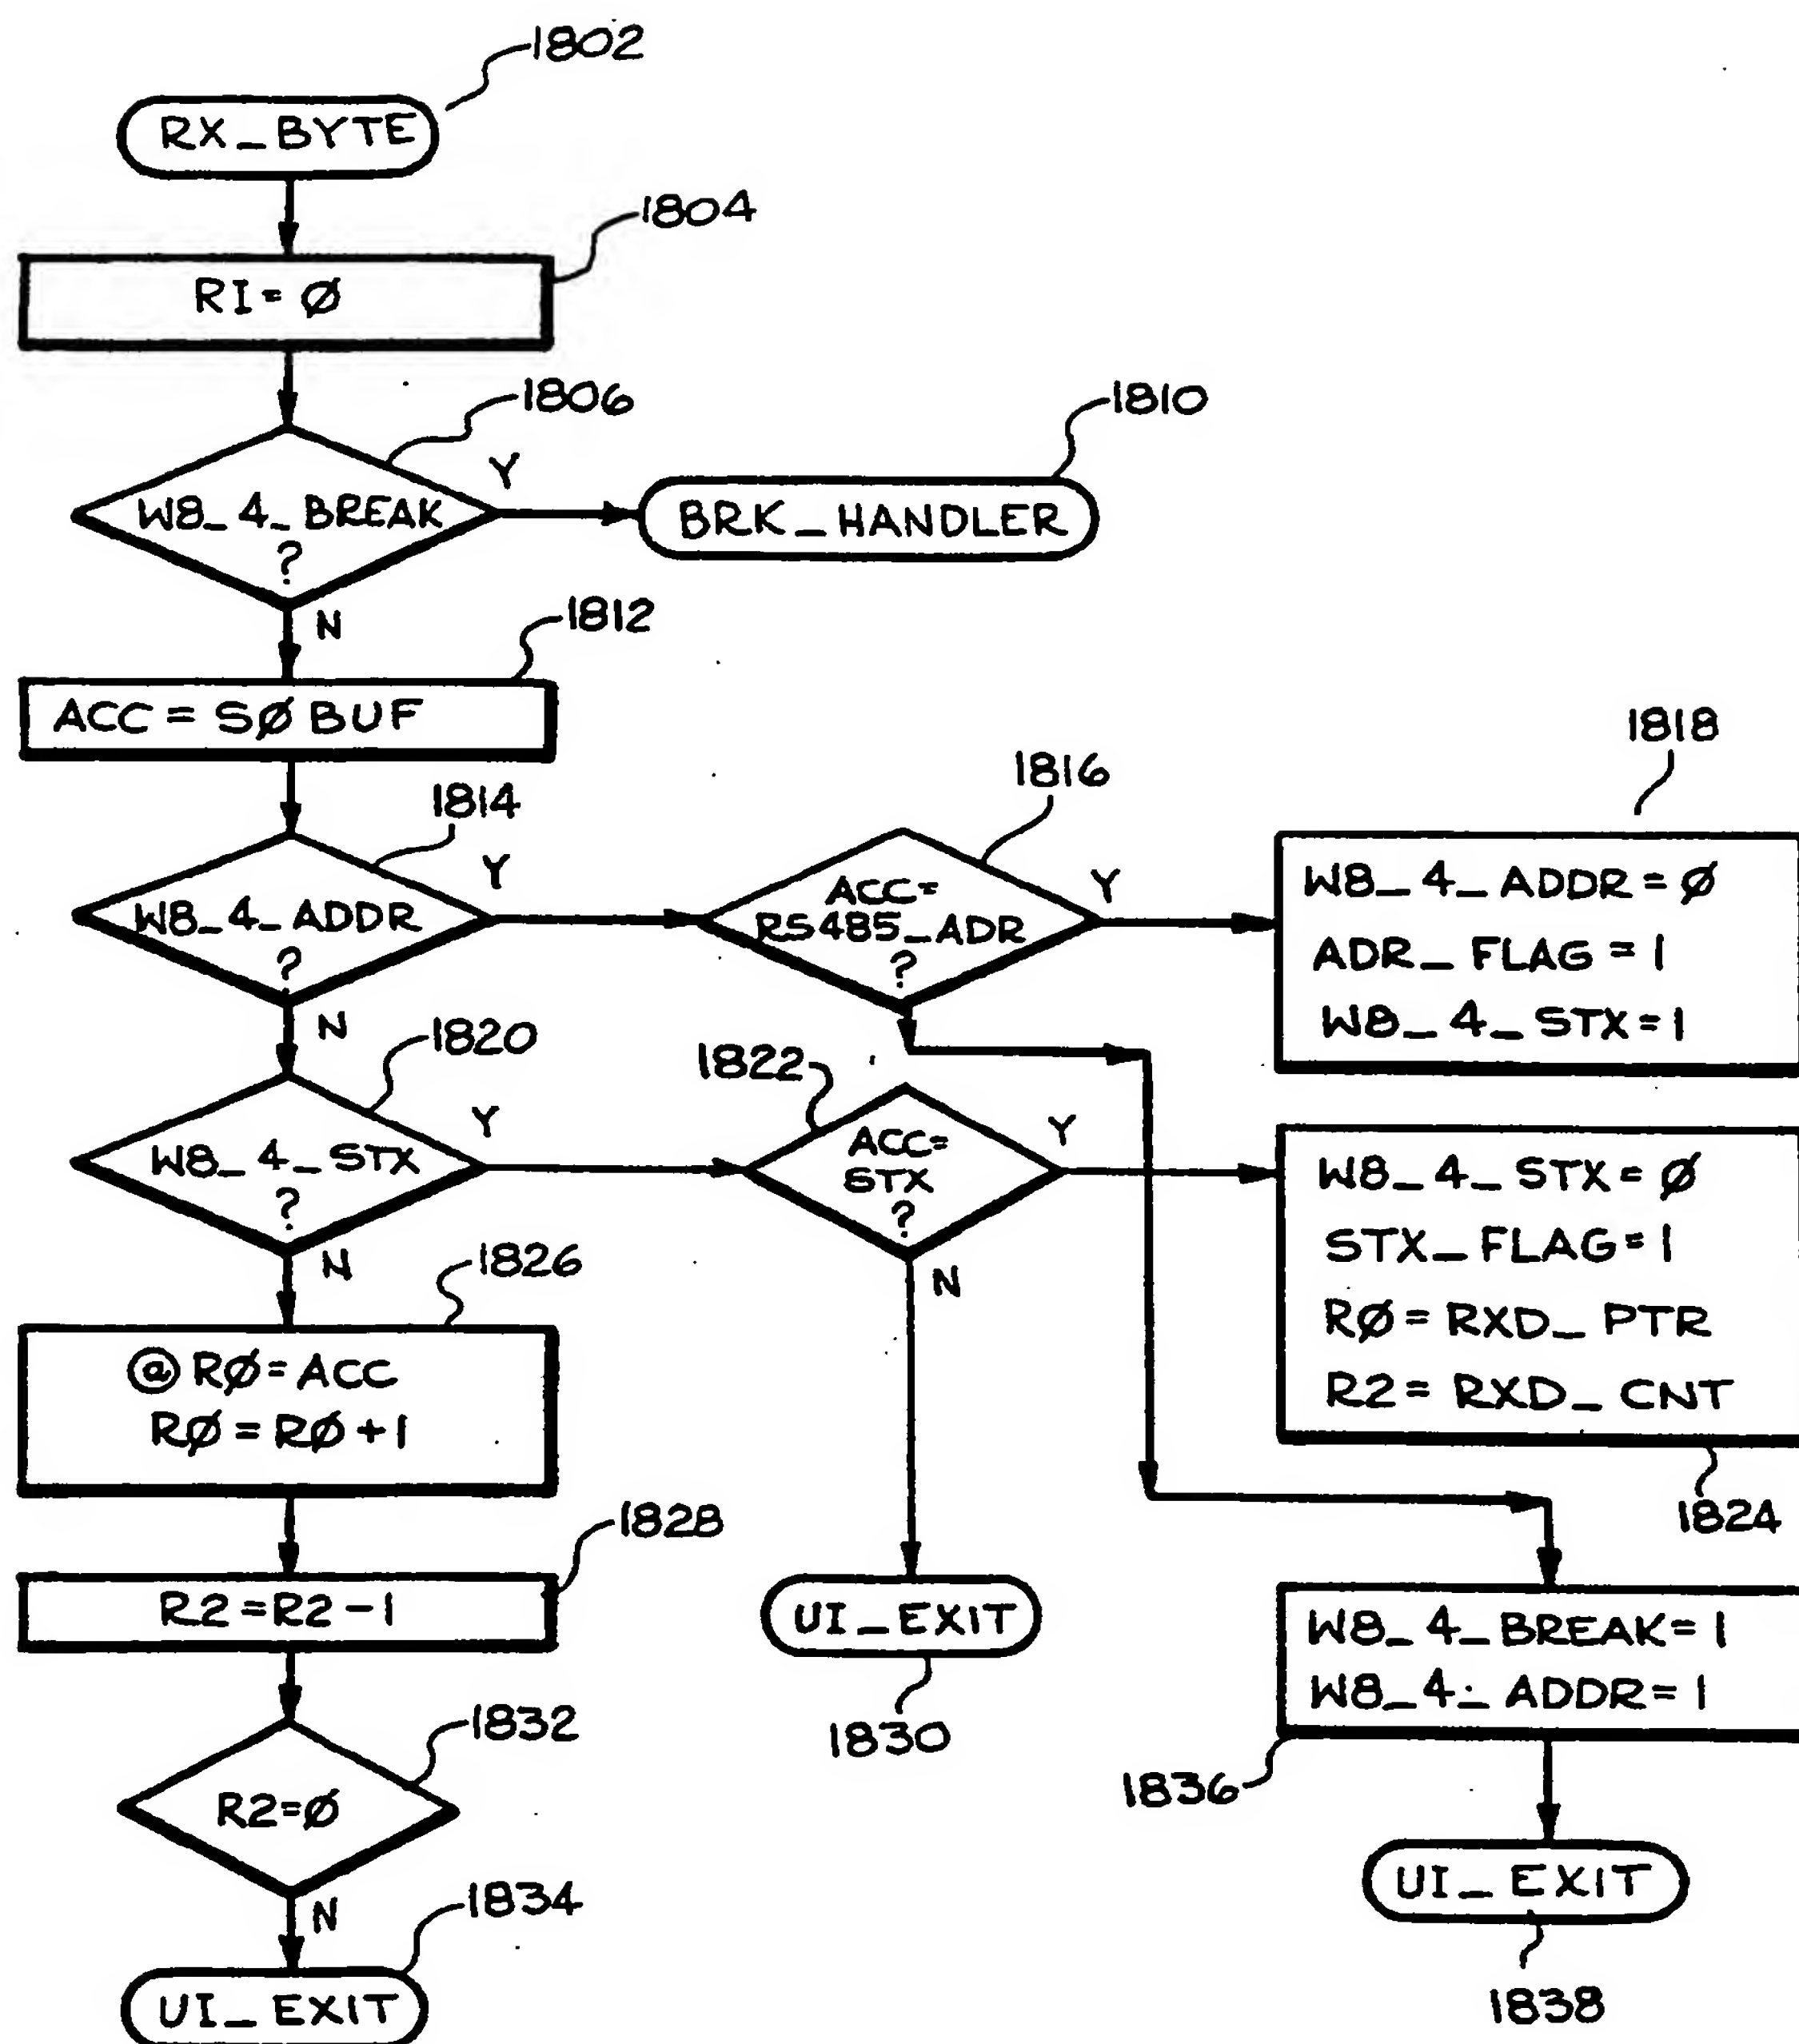 1802
RX_BYTE
1804
RI=Ø
1806
1810
W8_4_BREAK
?
Y
BRK_HANDLER
N
1812
ACC = SØBUF
1814
1816
1818
W8_4_ADDR
?
Y
ACC=
RS485_ADR
?
Y
W8_4_ADDR=Ø
ADR_FLAG=1
W8_4_STX=1
N
1820
1822
W8_4_STX
?
Y
ACC=
STX
?
Y
W8_4_STX=Ø
STX_FLAG=1
RØ=RXD_PTR
R2=RXD_CNT
1824
N
N
1826
@RØ=ACC
RØ=RØ+1
1828
R2=R2-1
UI_EXIT
1830
W8_4_BREAK=1
W8_4_ADDR=1
1836
1832
R2=Ø
N
1834
UI_EXIT
UI_EXIT
1838